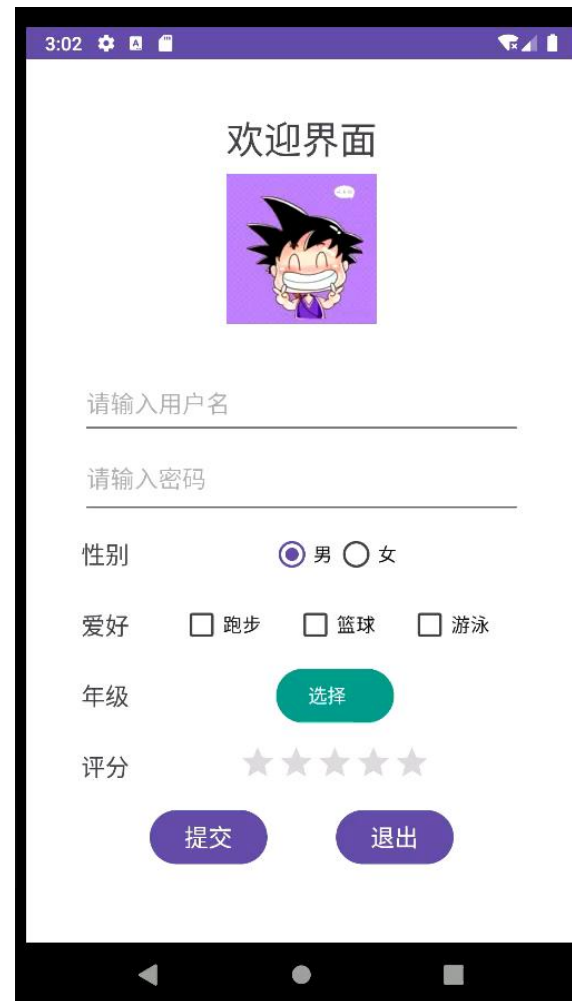 3:02
欢迎界面
请输入用户名
请输入密码
性别 男 女
爱好 跑步 篮球 游泳
年级 选择
评分
提交 退出